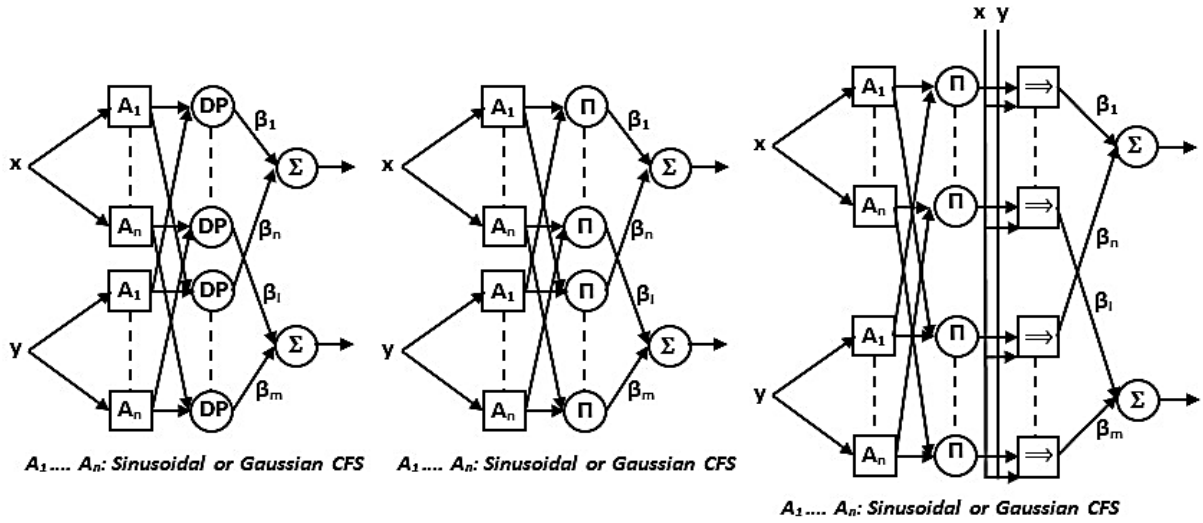 x y
A₁ DP β₁
x Σ
Aₙ DP βₙ
A₁ DP βₗ
y Σ
Aₙ DP βₘ
A₁.... Aₙ: Sinusoidal or Gaussian CFS
A₁ Π β₁
x Σ
Aₙ Π βₙ
A₁ Π βₗ
y Σ
Aₙ Π βₘ
A₁.... Aₙ: Sinusoidal or Gaussian CFS
A₁ Π ⇒ β₁
x Σ
Aₙ Π ⇒ βₙ
βₗ
A₁ Π ⇒
y Σ
Aₙ Π ⇒ βₘ
A₁.... Aₙ: Sinusoidal or Gaussian CFS